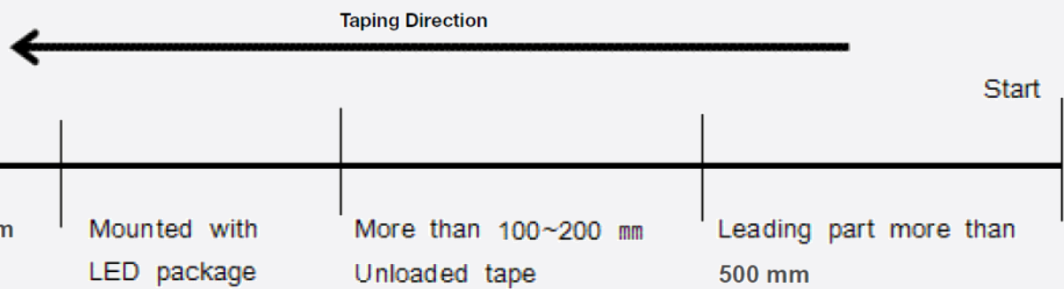 Taping Direction
Start
m
Mounted with
LED package
More than 100~200 mm
Unloaded tape
Leading part more than
500 mm